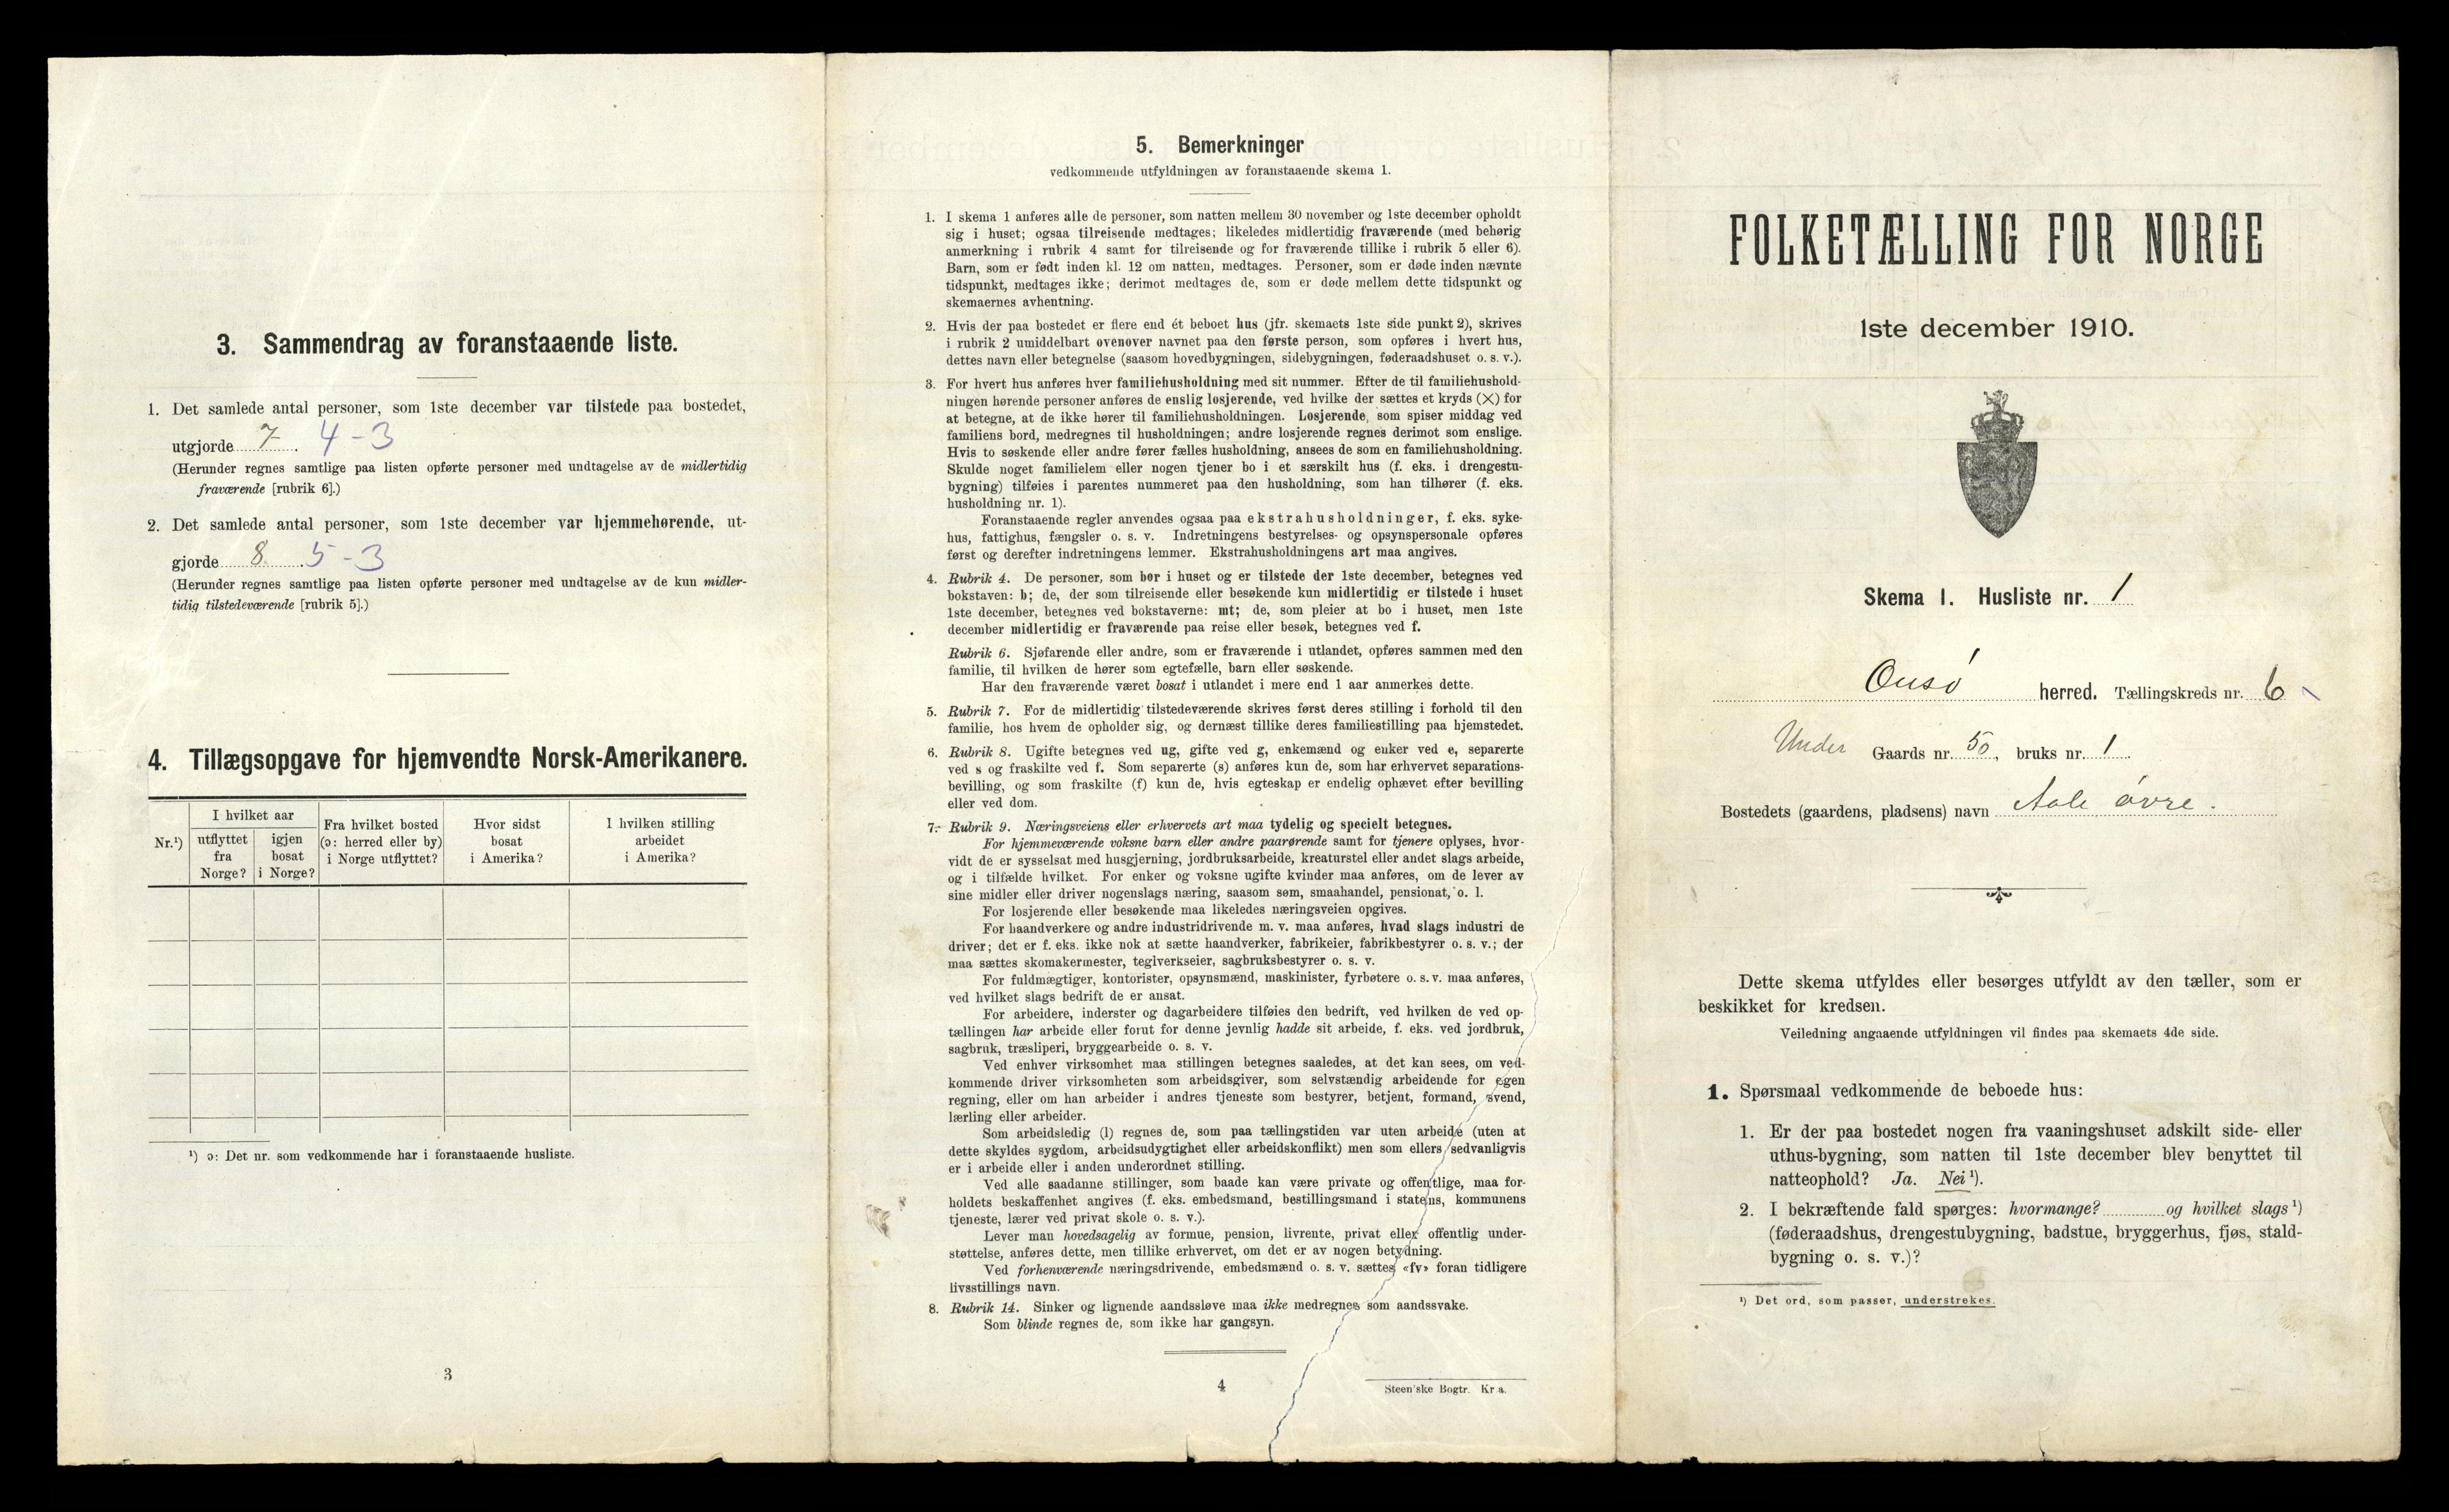 3. Sammendrag av foranstaaende liste.
1. Det samlede antal personer, som 1ste december var tilstede paa bostedet,
utgjorde 7. 4-3
(Herunder regnes samtlige paa listen opførte personer med undtagelse av de midlertidig
fraværende [rubrik 6].)
2. Det samlede antal personer, som 1ste december var hjemmehørende, ut-
gjorde 8. 5-3
(Herunder regnes samtlige paa listen opførte personer med undtagelse av de kun midler-
tidig tilstedeværende [rubrik 5].)
4. Tillægsopgave for hjemvendte Norsk-Amerikanere.
Nr.¹)
I hvilket aar
utflyttet
fra
Norge?
igjen
bosat
i Norge?
Fra hvilket bosted
(ɔ: herred eller by)
i Norge utflyttet?
Hvor sidst
bosat
i Amerika?
I hvilken stilling
arbeidet
i Amerika?
¹) ɔ: Det nr. som vedkommende har i foranstaaende husliste.
3
5. Bemerkninger
vedkommende utfyldningen av foranstaaende skema 1.
1. I skema 1 anføres alle de personer, som natten mellem 30 november og 1ste december opholdt
sig i huset; ogsaa tilreisende medtages; likeledes midlertidig fraværende (med behørig
anmerkning i rubrik 4 samt for tilreisende og for fraværende tillike i rubrik 5 eller 6).
Barn, som er født inden kl. 12 om natten, medtages. Personer, som er døde inden nævnte
tidspunkt, medtages ikke; derimot medtages de, som er døde mellem dette tidspunkt og
skemaernes avhentning.
2. Hvis der paa bostedet er flere end ét beboet hus (jfr. skemaets 1ste side punkt 2), skrives
i rubrik 2 umiddelbart ovenover navnet paa den første person, som opføres i hvert hus,
dettes navn eller betegnelse (saasom hovedbygningen, sidebygningen, føderaadshuset o. s. v.).
3. For hvert hus anføres hver familiehusholdning med sit nummer. Efter de til familiehushold-
ningen hørende personer anføres de enslig losjerende, ved hvilke der sættes et kryds (×) for
at betegne, at de ikke hører til familiehusholdningen. Losjerende, som spiser middag ved
familiens bord, medregnes til husholdningen; andre losjerende regnes derimot som enslige.
Hvis to søskende eller andre fører fælles husholdning, ansees de som en familiehusholdning.
Skulde noget familielem eller nogen tjener bo i et særskilt hus (f. eks. i drengestu-
bygning) tilføies i parentes nummeret paa den husholdning, som han tilhører (f. eks.
husholdning nr. 1).
Foranstaaende regler anvendes ogsaa paa ekstrahusholdninger, f. eks. syke-
hus, fattighus, fængsler o. s. v. Indretningens bestyrelses- og opsynspersonale opføres
først og derefter indretningens lemmer. Ekstrahusholdningens art maa angives.
4. Rubrik 4. De personer, som bor i huset og er tilstede der 1ste december, betegnes ved
bokstaven: b; de, der som tilreisende eller besøkende kun midlertidig er tilstede i huset
1ste december, betegnes ved bokstaverne: mt; de, som pleier at bo i huset, men 1ste
december midlertidig er fraværende paa reise eller besøk, betegnes ved f.
Rubrik 6. Sjøfarende eller andre, som er fraværende i utlandet, opføres sammen med den
familie, til hvilken de hører som egtefælle, barn eller søskende.
Har den fraværende været bosat i utlandet i mere end 1 aar anmerkes dette.
5. Rubrik 7. For de midlertidig tilstedeværende skrives først deres stilling i forhold til den
familie, hos hvem de opholder sig, og dernæst tillike deres familiestilling paa hjemstedet.
6. Rubrik 8. Ugifte betegnes ved ug, gifte ved g, enkemænd og enker ved e, separerte
ved s og fraskilte ved f. Som separerte (s) anføres kun de, som har erhvervet separations-
bevilling, og som fraskilte (f) kun de, hvis egteskap er endelig ophævet efter bevilling
eller ved dom.
7. Rubrik 9. Næringsveiens eller erhvervets art maa tydelig og specielt betegnes.
For hjemmeværende voksne barn eller andre paarørende samt for tjenere oplyses, hvor-
vidt de er sysselsat med husgjerning, jordbruksarbeide, kreaturstel eller andet slags arbeide,
og i tilfælde hvilket. For enker og voksne ugifte kvinder maa anføres, om de lever av
sine midler eller driver nogenslags næring, saasom søm, smaahandel, pensionat, o. l.
For losjerende eller besøkende maa likeledes næringsveien opgives.
For haandverkere og andre industridrivende m. v. maa anføres, hvad slags industri de
driver; det er f. eks. ikke nok at sætte haandverker, fabrikeier, fabrikbestyrer o. s. v.; der
maa sættes skomakermester, teglverkseier, sagbruksbestyrer o. s. v.
For fuldmægtiger, kontorister, opsynsmænd, maskinister, fyrbøtere o. s. v. maa anføres,
ved hvilket slags bedrift de er ansat.
For arbeidere, inderster og dagarbeidere tilføies den bedrift, ved hvilken de ved op-
tællingen har arbeide eller forut for denne jevnlig hadde sit arbeide, f. eks. ved jordbruk,
sagbruk, træsliperi, bryggearbeide o. s. v.
Ved enhver virksomhet maa stillingen betegnes saaledes, at det kan sees, om ved-
kommende driver virksomheten som arbeidsgiver, som selvstændig arbeidende for egen
regning, eller om han arbeider i andres tjeneste som bestyrer, betjent, formand, svend,
lærling eller arbeider.
Som arbeidsledig (l) regnes de, som paa tællingstiden var uten arbeide (uten at
dette skyldes sygdom, arbeidsudygtighet eller arbeidskonflikt) men som ellers sedvanligvis
er i arbeide eller i anden underordnet stilling.
Ved alle saadanne stillinger, som baade kan være private og offentlige, maa for-
holdets beskaffenhet angives (f. eks. embedsmand, bestillingsmand i statens, kommunens
tjeneste, lærer ved privat skole o. s. v.).
Lever man hovedsagelig av formue, pension, livrente, privat eller offentlig under-
støttelse, anføres dette, men tillike erhvervet, om det er av nogen betydning.
Ved forhenværende næringsdrivende, embedsmænd o. s. v. sættes «fv» foran tidligere
livsstillings navn.
8. Rubrik 14. Sinker og lignende aandssløve maa ikke medregnes som aandssvake.
Som blinde regnes de, som ikke har gangsyn.
4
Steen'ske Bogtr. Kr.a.
FOLKETÆLLING FOR NORGE
1ste december 1910.
Skema 1. Husliste nr. 1
Onsø herred. Tællingskreds nr. 6
Under Gaards nr. 50, bruks nr. 1.
Bostedets (gaardens, pladsens) navn Aale øvre.
Dette skema utfyldes eller besørges utfyldt av den tæller, som er
beskikket for kredsen.
Veiledning angaaende utfyldningen vil findes paa skemaets 4de side.
1. Spørsmaal vedkommende de beboede hus:
1. Er der paa bostedet nogen fra vaaningshuset adskilt side- eller
uthus-bygning, som natten til 1ste december blev benyttet til
natteophold? Ja. Nei ¹).
2. I bekræftende fald spørges: hvormange? og hvilket slags ¹)
(føderaadshus, drengestubygning, badstue, bryggerhus, fjøs, stald-
bygning o. s. v.)?
¹) Det ord, som passer, understrekes.